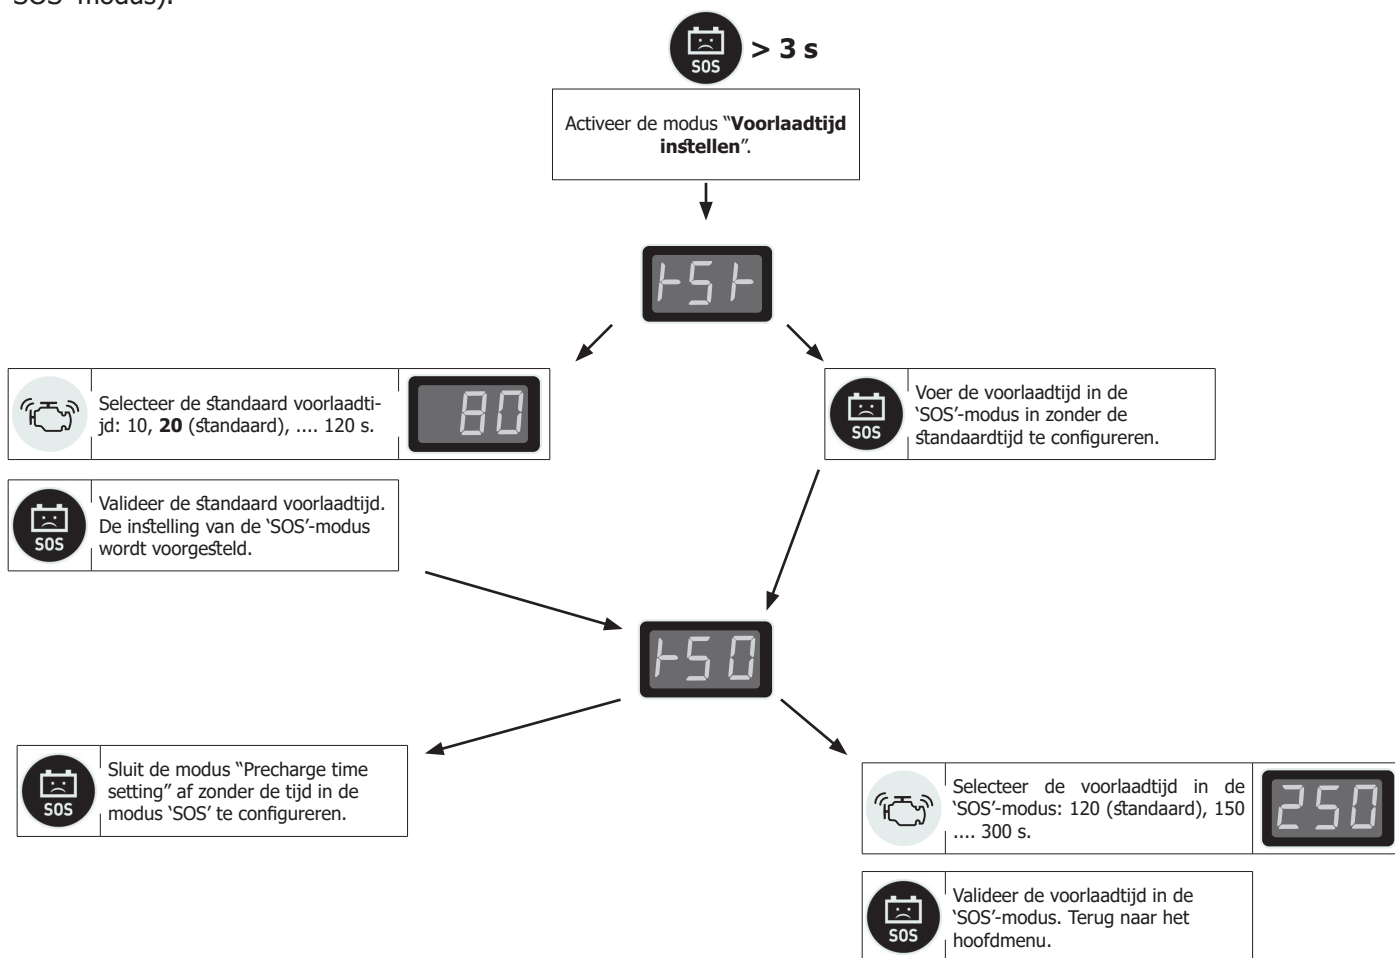 'SOS'-modus).
SOS
> 3 s
Activeer de modus “Voorlaadtijd
instellen”.
80
Selecteer de standaard voorlaadti-
jd: 10, 20 (standaard), .... 120 s.
SOS
Voer de voorlaadtijd in de
‘SOS’-modus in zonder de
standaardtijd te configureren.
SOS
Valideer de standaard voorlaadtijd.
De instelling van de ‘SOS’-modus
wordt voorgesteld.
SOS
Sluit de modus “Precharge time
setting” af zonder de tijd in de
modus ‘SOS’ te configureren.
Selecteer de voorlaadtijd in de
‘SOS’-modus: 120 (standaard), 150
.... 300 s.
250
SOS
Valideer de voorlaadtijd in de
‘SOS’-modus. Terug naar het
hoofdmenu.